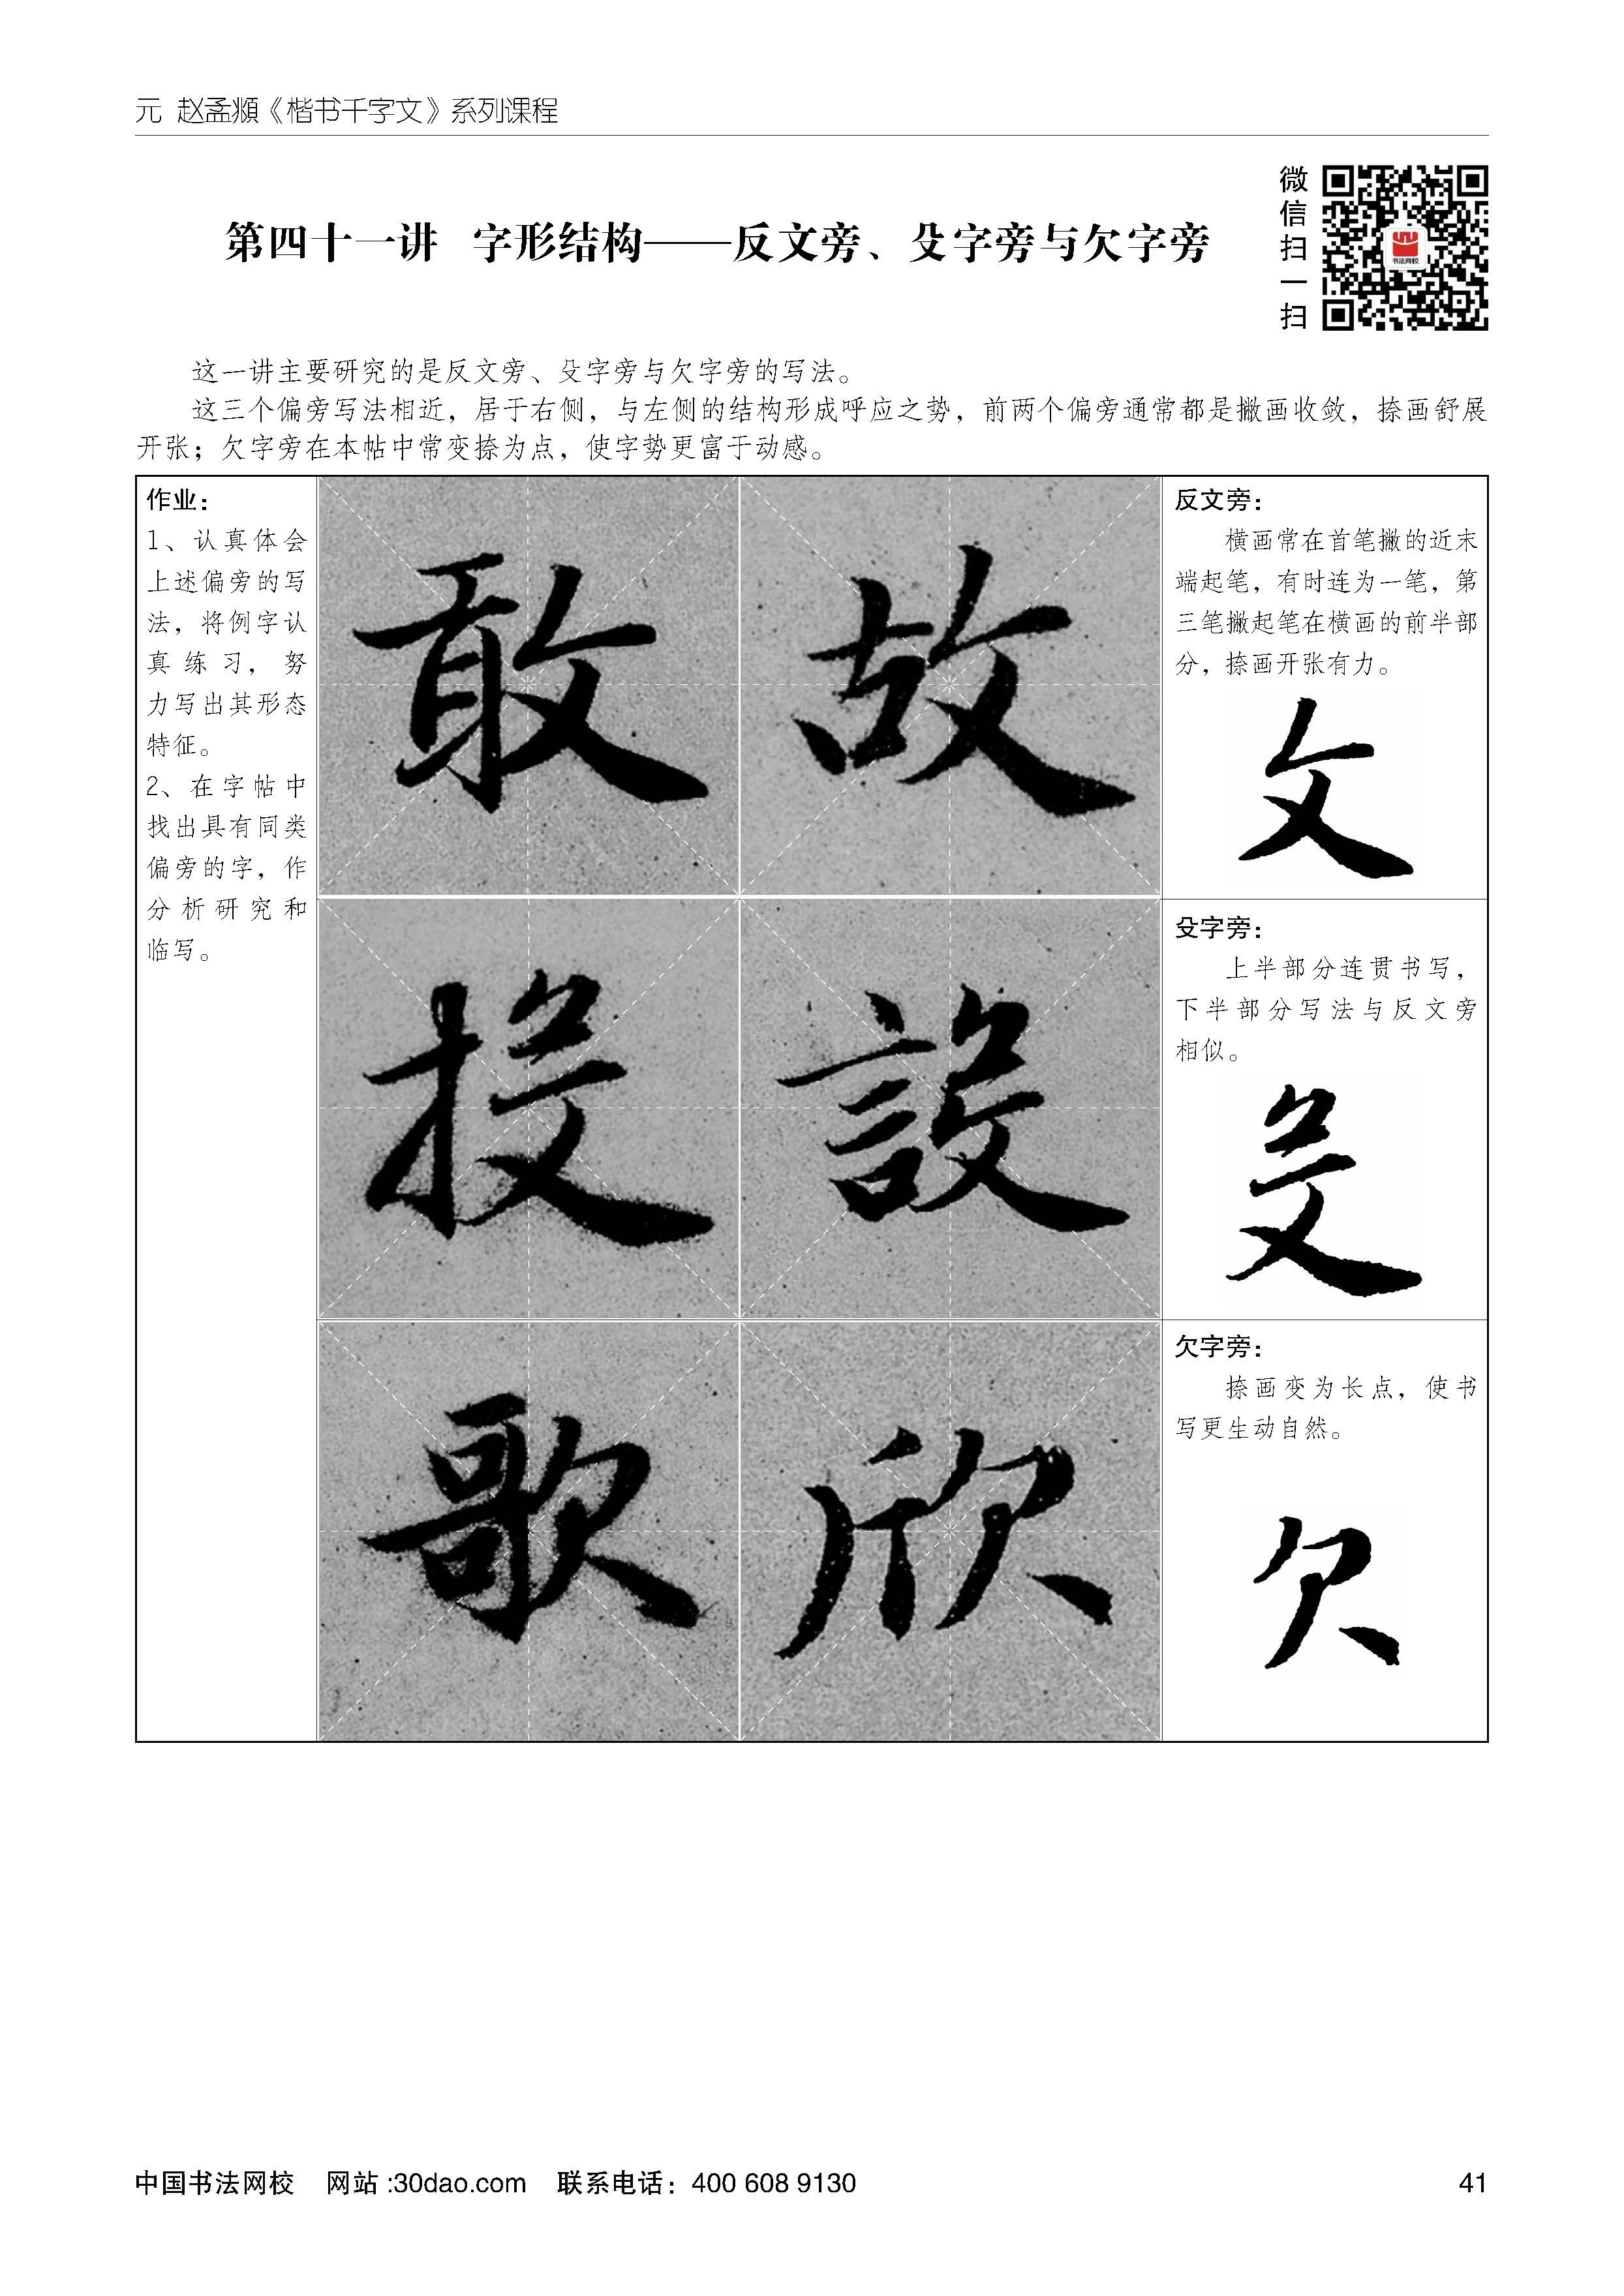 元 赵孟頫《楷书千字文》系列课程
微信扫一扫
书法网校
第四十一讲 字形结构——反文旁、殳字旁与欠字旁
这一讲主要研究的是反文旁、殳字旁与欠字旁的写法。
这三个偏旁写法相近，居于右侧，与左侧的结构形成呼应之势，前两个偏旁通常都是撇画收敛，捺画舒展
开张；欠字旁在本帖中常变捺为点，使字势更富于动感。
作业：
1、认真体会
上述偏旁的写
法，将例字认
真练习，努
力写出其形态
特征。
2、在字帖中
找出具有同类
偏旁的字，作
分析研究和
临写。
敢 故
投 設
歌 欣
反文旁：
横画常在首笔撇的近末
端起笔，有时连为一笔，第
三笔撇起笔在横画的前半部
分，捺画开张有力。
攵
殳字旁：
上半部分连贯书写，
下半部分写法与反文旁
相似。
殳
欠字旁：
捺画变为长点，使书
写更生动自然。
欠
中国书法网校 网站:30dao.com 联系电话：400 608 9130
41